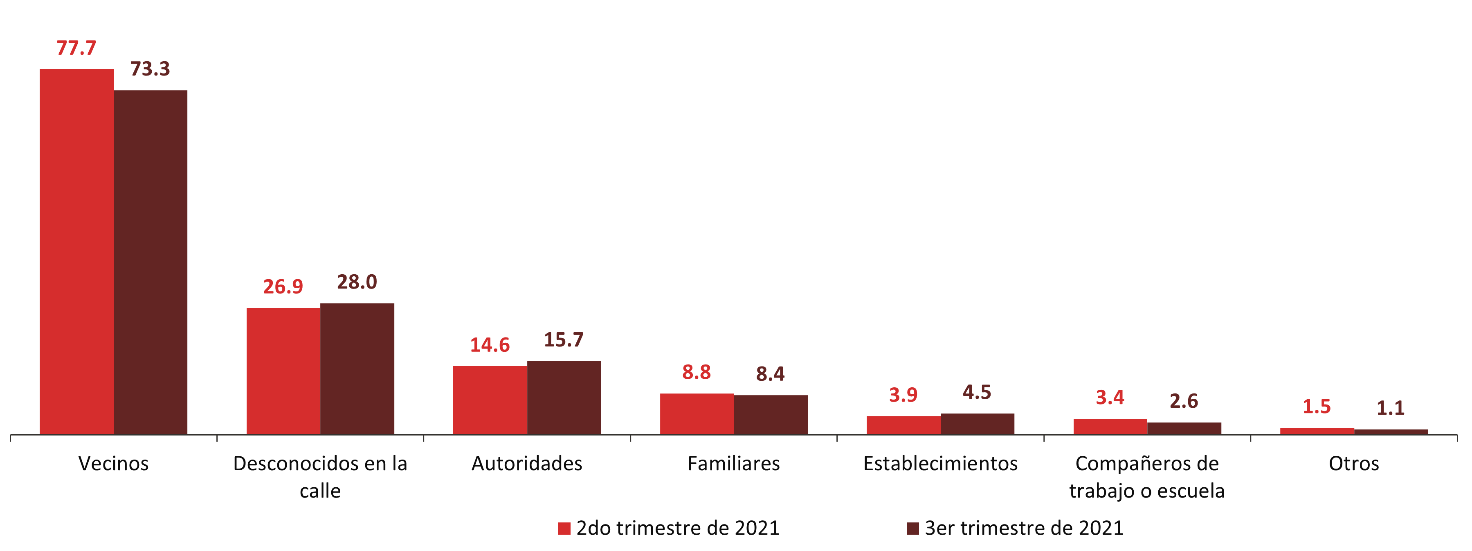 77.7
73.3
26.9
28.0
14.6
15.7
8.8
8.4
3.9
4.5
3.4
2.6
1.5
1.1
Vecinos
Desconocidos en la
calle
Autoridades
Familiares
Establecimientos
Compañeros de
trabajo o escuela
Otros
2do trimestre de 2021
3er trimestre de 2021